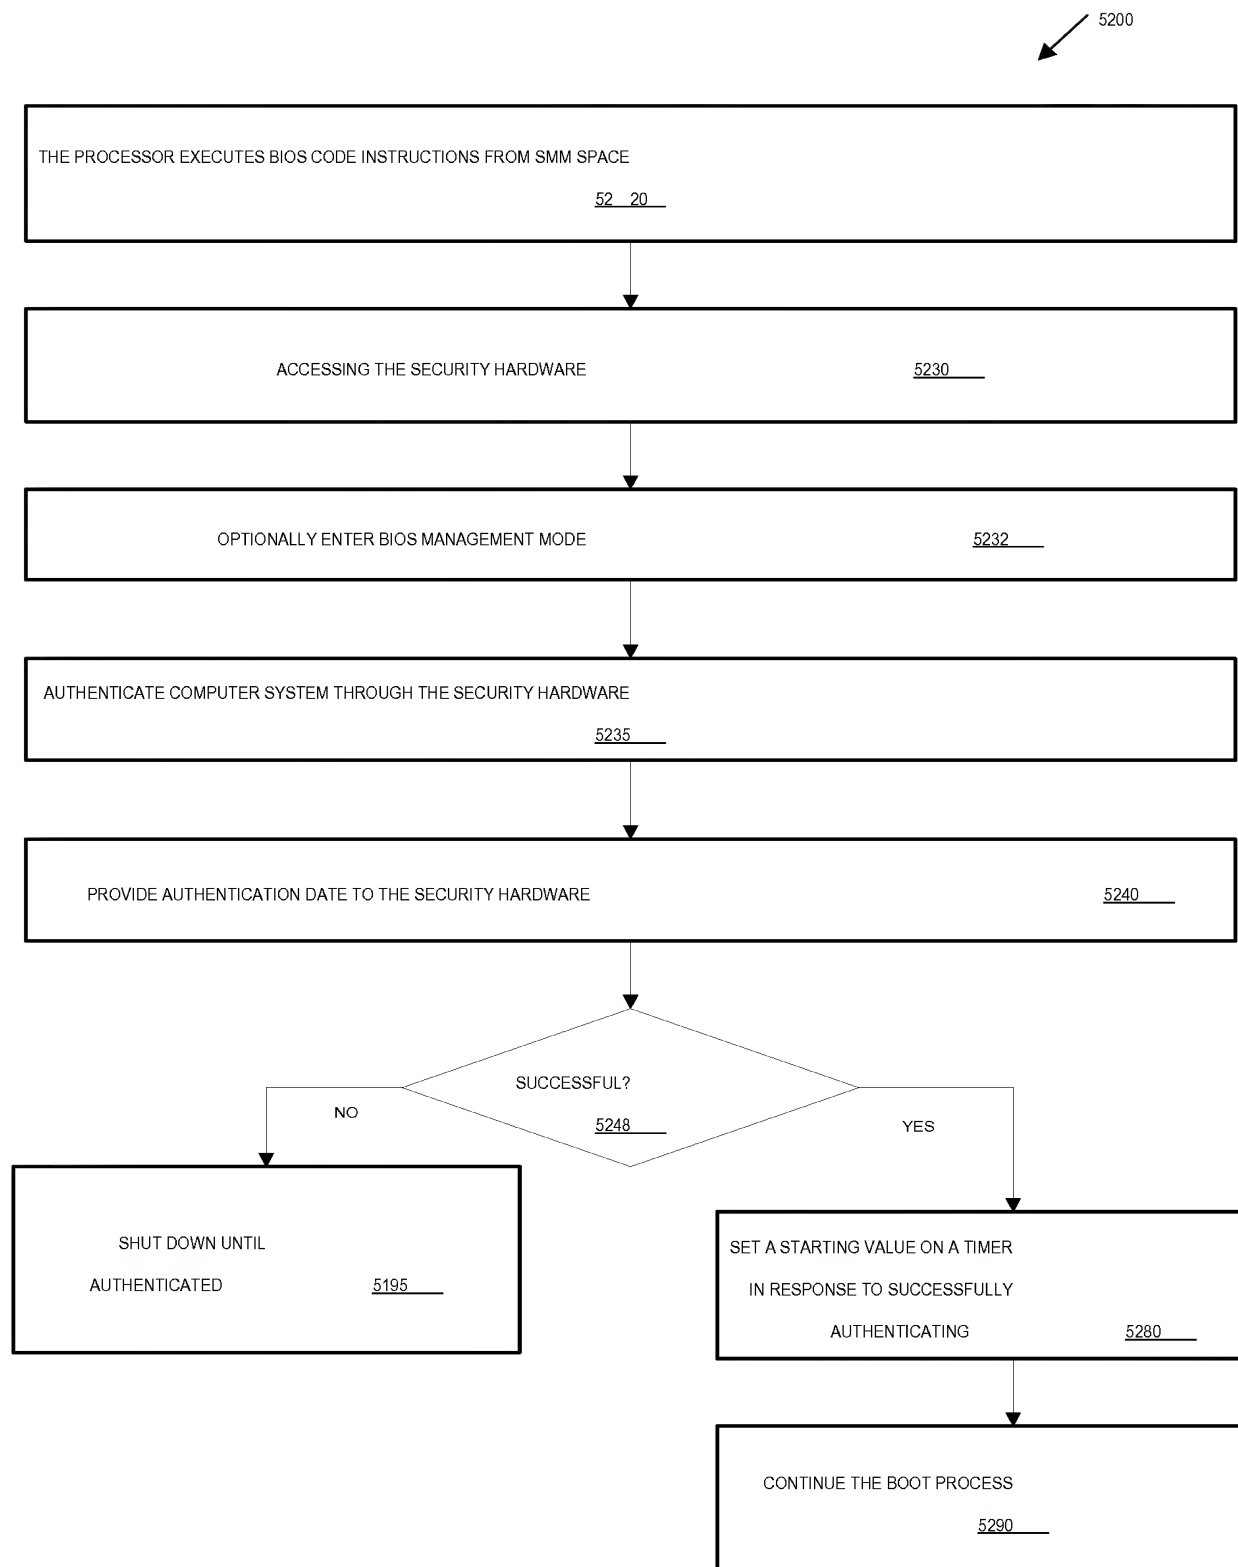 5200
THE PROCESSOR EXECUTES BIOS CODE INSTRUCTIONS FROM SMM SPACE
52 20
ACCESSING THE SECURITY HARDWARE 5230
OPTIONALLY ENTER BIOS MANAGEMENT MODE 5232
AUTHENTICATE COMPUTER SYSTEM THROUGH THE SECURITY HARDWARE
5235
PROVIDE AUTHENTICATION DATE TO THE SECURITY HARDWARE 5240
SUCCESSFUL?
5248
NO
YES
SHUT DOWN UNTIL
AUTHENTICATED 5195
SET A STARTING VALUE ON A TIMER
IN RESPONSE TO SUCCESSFULLY
AUTHENTICATING 5280
CONTINUE THE BOOT PROCESS
5290